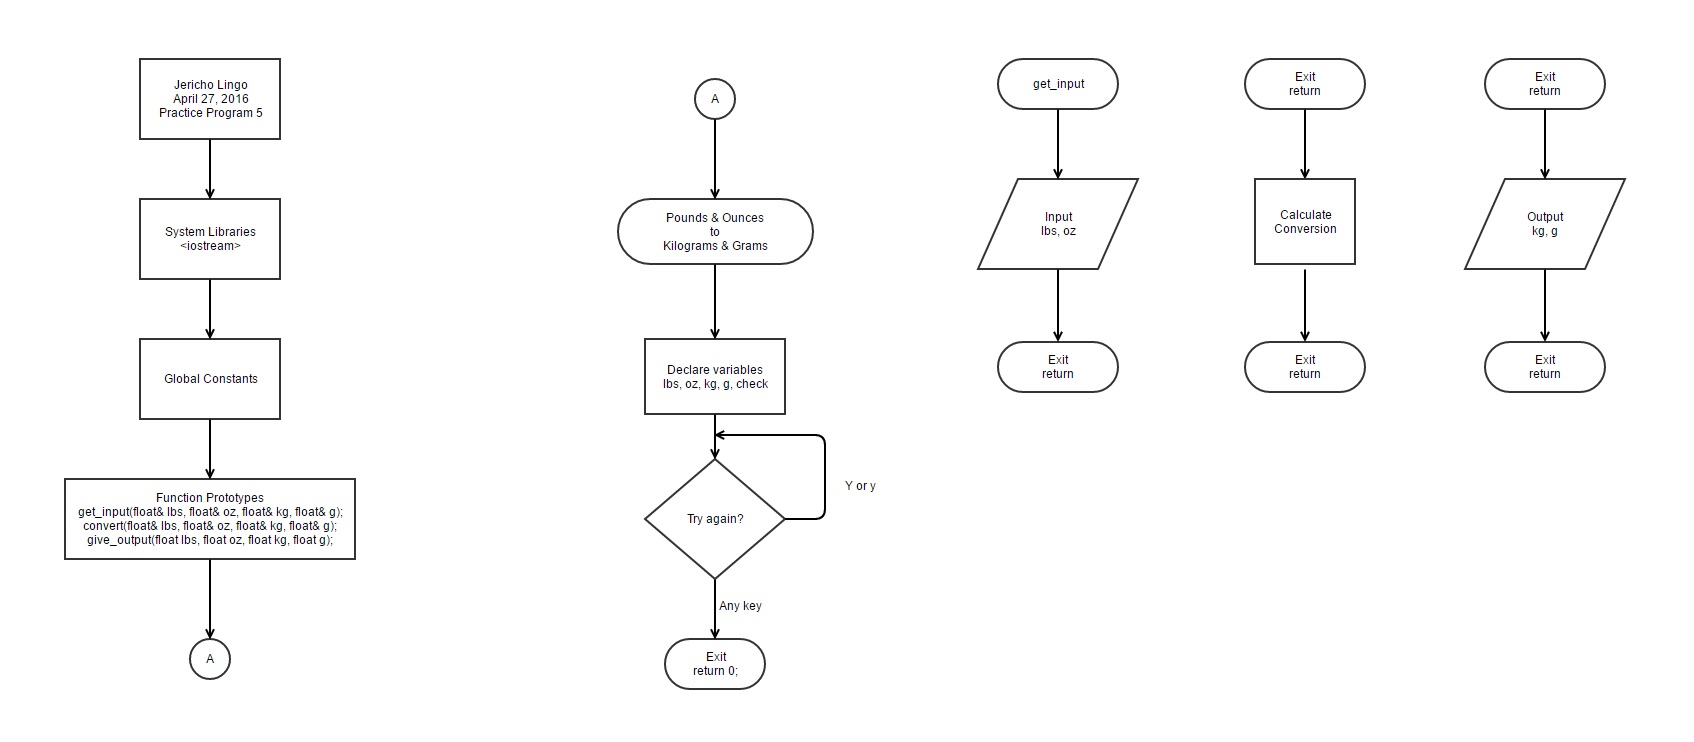 Jericho Lingo
April 27, 2016
Practice Program 5
System Libraries
<iostream>
Global Constants
Function Prototypes
get_input(float& lbs, float& oz, float& kg, float& g);
convert(float& lbs, float& oz, float& kg, float& g);
give_output(float lbs, float oz, float kg, float g);
A
A
Pounds & Ounces
to
Kilograms & Grams
Declare variables
lbs, oz, kg, g, check
Y or y
Try again?
Any key
Exit
return 0;
get_input
Input
lbs, oz
Exit
return
Exit
return
Calculate
Conversion
Exit
return
Exit
return
Output
kg, g
Exit
return